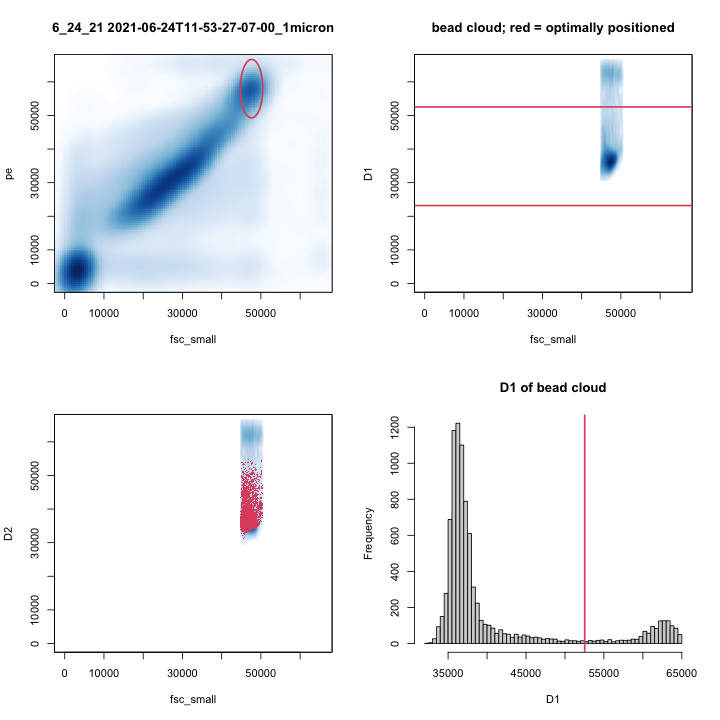 6_24_21 2021-06-24T11-53-27-07-00_1micron
pe
50000
30000
10000
0
0 10000 30000 50000
fsc_small
bead cloud; red = optimally positioned
D1
50000
30000
10000
0
0 10000 30000 50000
fsc_small
D2
50000
30000
10000
0
0 10000 30000 50000
fsc_small
D1 of bead cloud
Frequency
1200
1000
800
600
400
200
0
35000 45000 55000 65000
D1